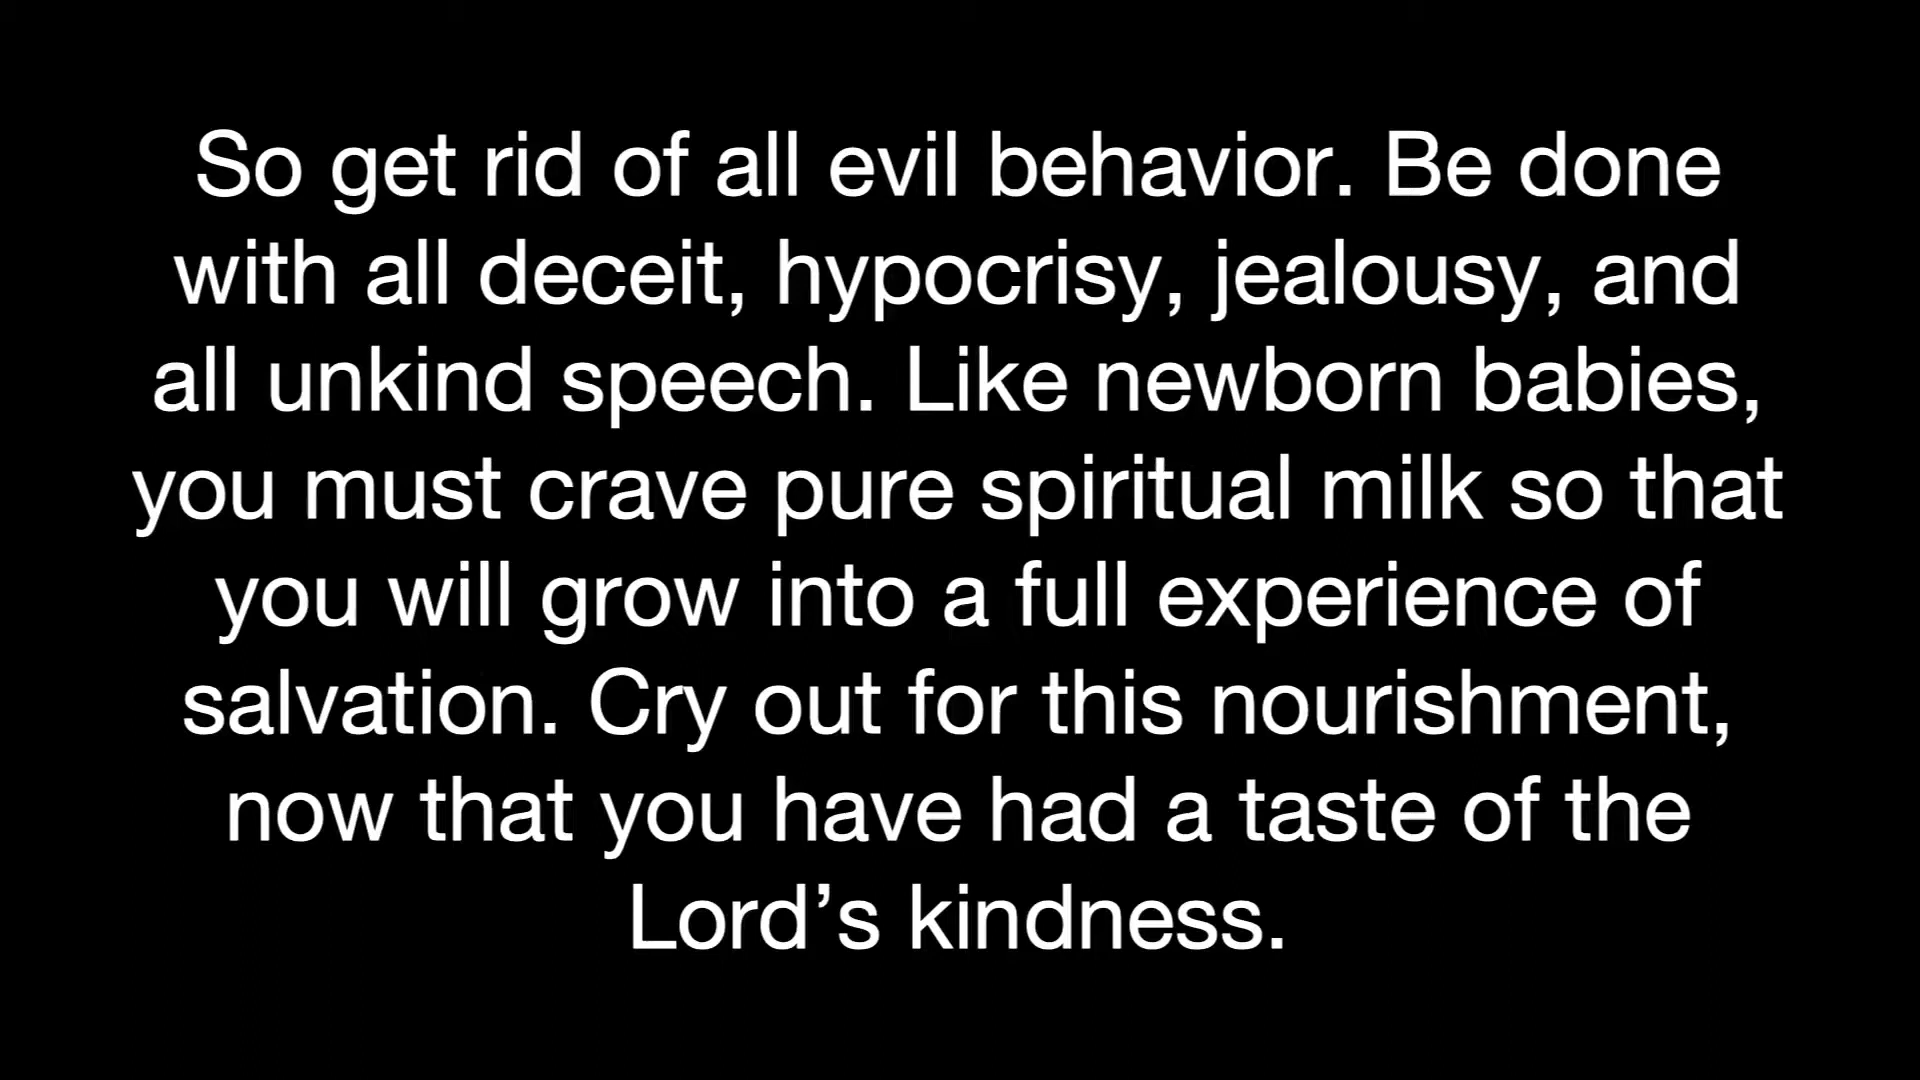 So get rid of all evil behavior. Be done
with all deceit, hypocrisy, jealousy, and
all unkind speech. Like newborn babies,
you must crave pure spiritual milk so that
you will grow into a full experience of
salvation. Cry out for this nourishment,
now that you have had a taste of the
Lord’s kindness.